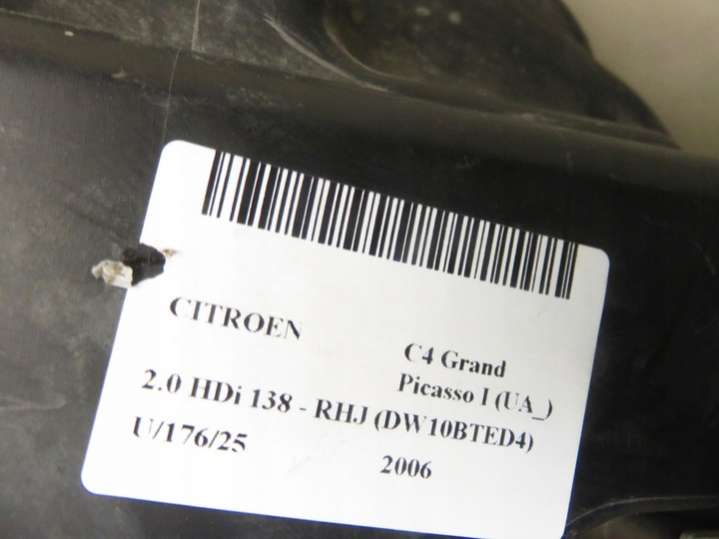 CITROEN
C4 Grand
Picasso I (UA_)
2.0 HDi 138 - RHJ (DW10BTED4)
U/176/25
2006